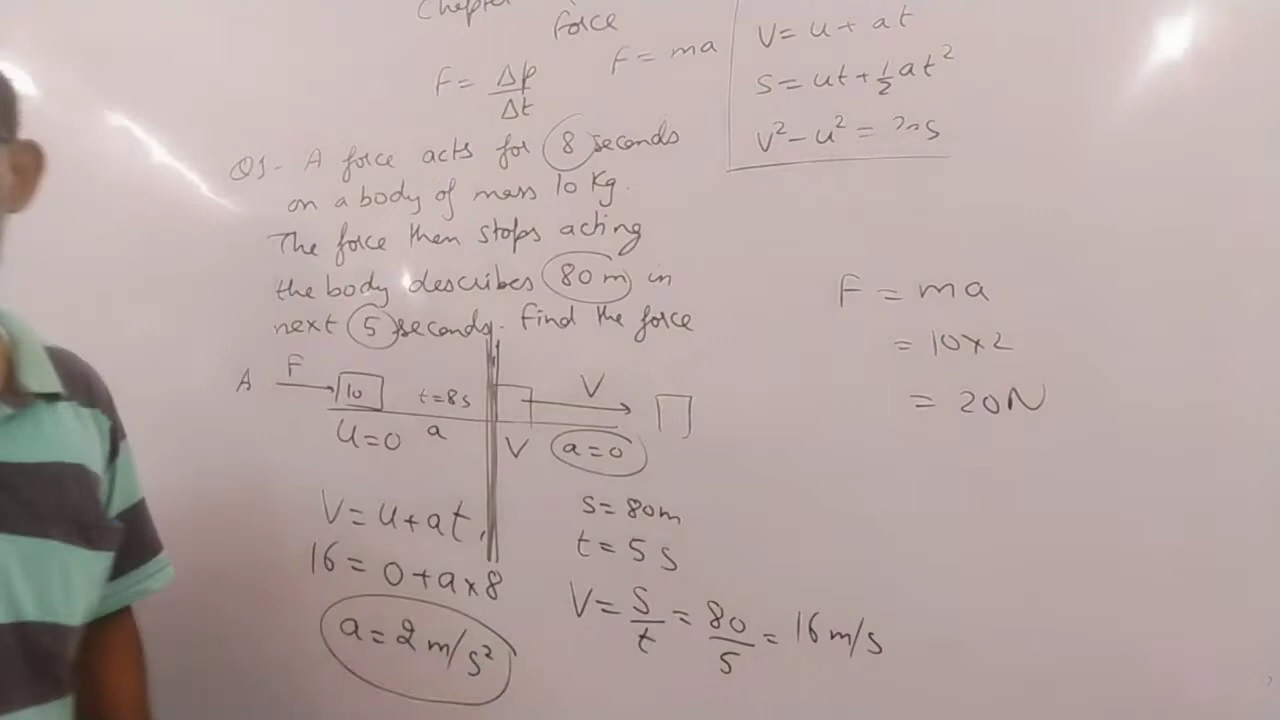 Chapter
force
F = Δp/Δt
F = ma
V = u + at
S = ut + ½at²
V² - u² = 2as
Q1- A force acts for 8 seconds
on a body of mass 10 Kg.
The force then stops acting
the body describes 80 m in
next 5 seconds. Find the force
A F 10 t=8s V
u=0 a V a=0
V = u + at
16 = 0 + a × 8
a = 2 m/s²
S = 80m
t = 5 s
V = S/t = 80/5 = 16 m/s
F = ma
= 10×2
= 20N